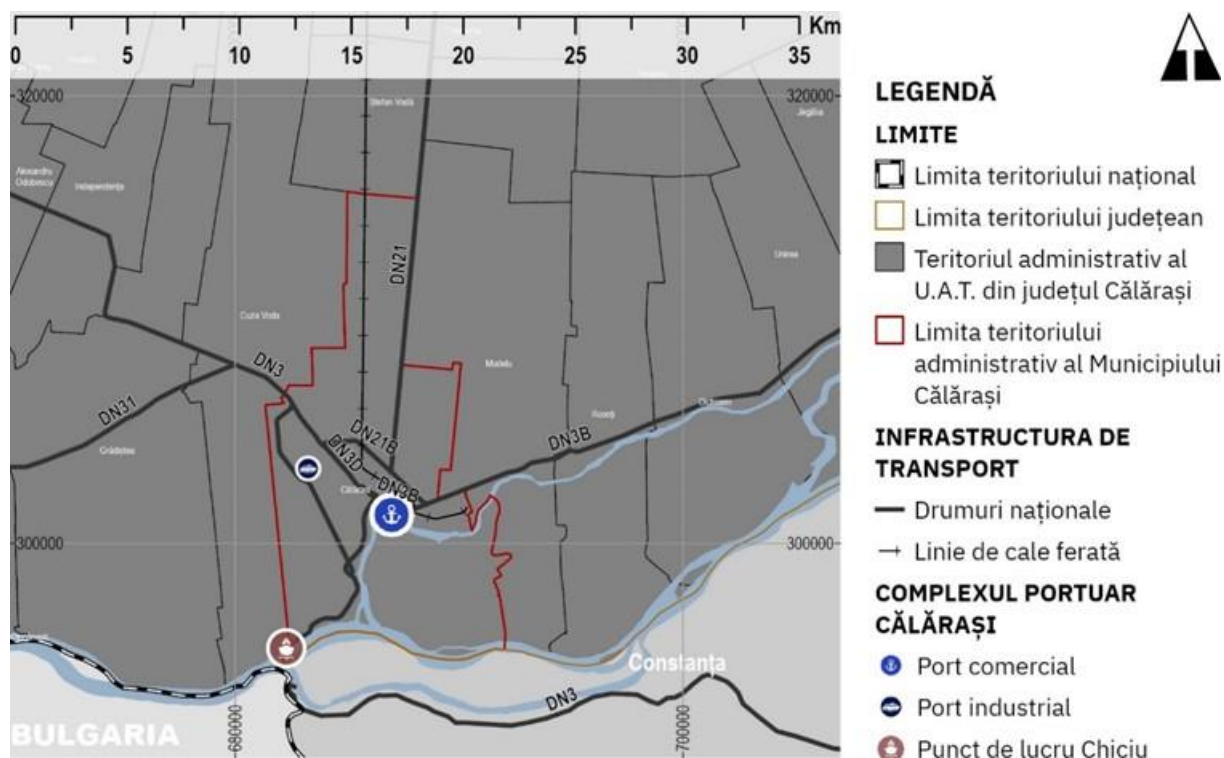 0 5 10 15 20 25 30 35 Km
320000
320000
Ștefan Vodă
Jegălia
Alexandru
Odobescu
Independența
DN21
Unirea
Cuza Vodă
DN3
Modelu
DN31
DN21B
DN3D
DN3B
Roseți
DN3B
Grădiștea
300000
300000
Constanța
DN3
BULGARIA
680000
700000
LEGENDĂ
LIMITE
Limita teritoriului național
Limita teritoriului județean
Teritoriul administrativ al
U.A.T. din județul Călărași
Limita teritoriului
administrativ al Municipiului
Călărași
INFRASTRUCTURA DE
TRANSPORT
Drumuri naționale
Linie de cale ferată
COMPLEXUL PORTUAR
CĂLĂRAȘI
Port comercial
Port industrial
Punct de lucru Chiciu